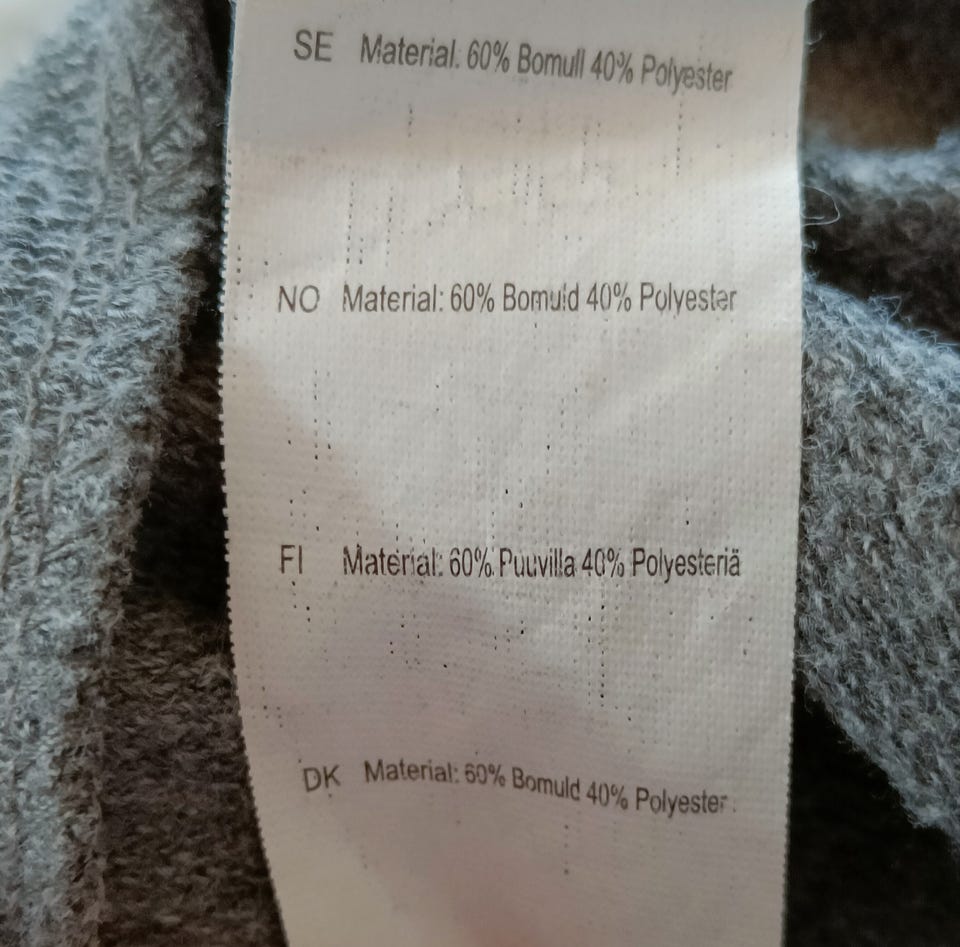 SE Material: 60% Bomull 40% Polyester
NO Material: 60% Bomuld 40% Polyester
FI Material: 60% Puuvilla 40% Polyesteriä
DK Material: 60% Bomuld 40% Polyester